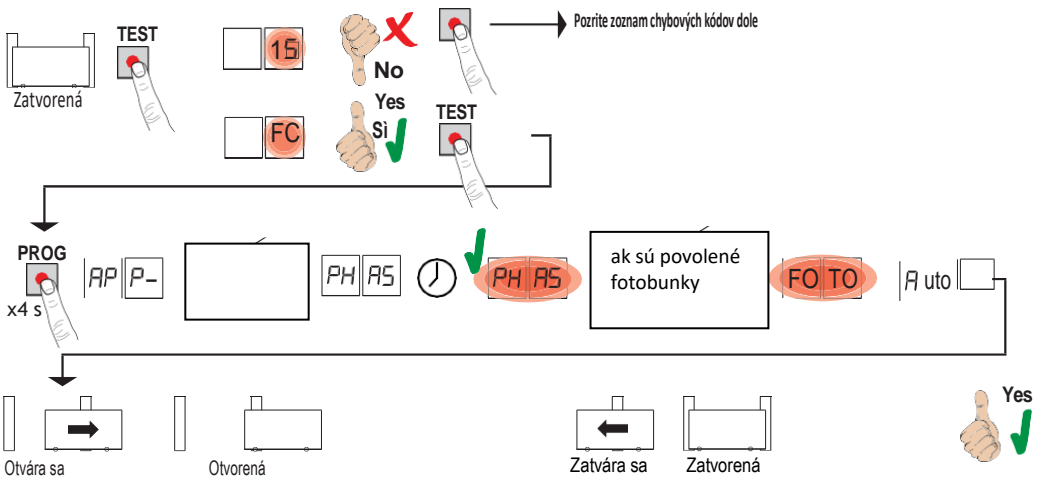 TEST
Zatvorená
15
No
Pozrite zoznam chybových kódov dole
FC
Yes
Sì
TEST
PROG
x4 s
AP P-
PH AS
PH AS
ak sú povolené
fotobunky
FO TO
A uto
Otvára sa
Otvorená
Zatvára sa
Zatvorená
Yes